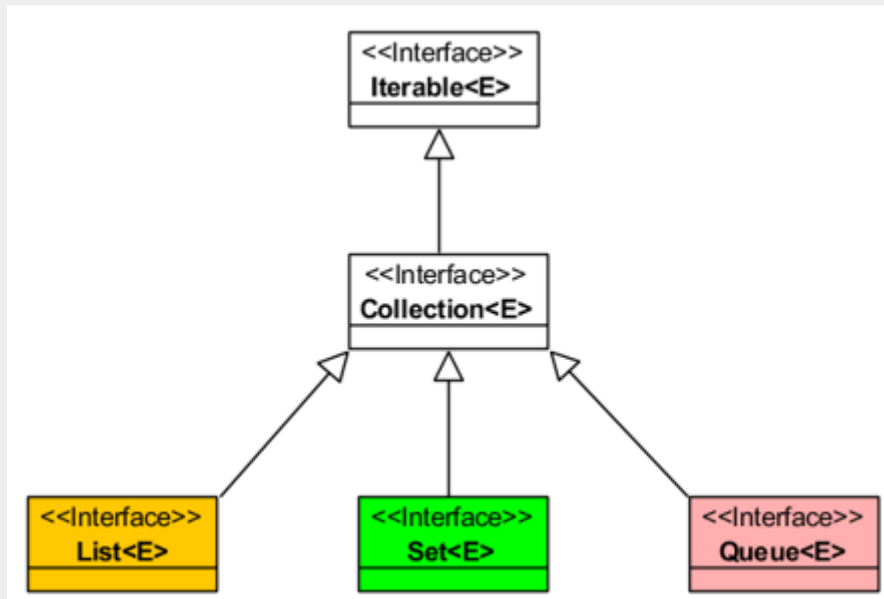 <<Interface>>
Iterable<E>
<<Interface>>
Collection<E>
<<Interface>>
List<E>
<<Interface>>
Set<E>
<<Interface>>
Queue<E>